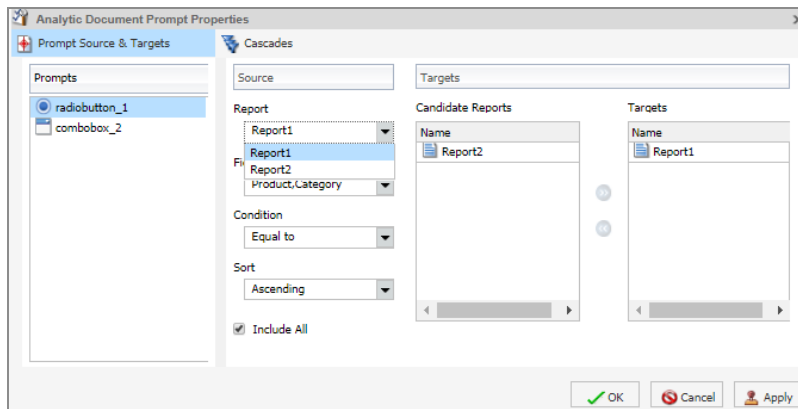 Analytic Document Prompt Properties
Prompt Source & Targets
Cascades
Prompts
radiobutton_1
combobox_2
Source
Report
Report1
Report1
Report2
Product,Category
Condition
Equal to
Sort
Ascending
Include All
Targets
Candidate Reports
Name
Report2
Targets
Name
Report1
OK
Cancel
Apply